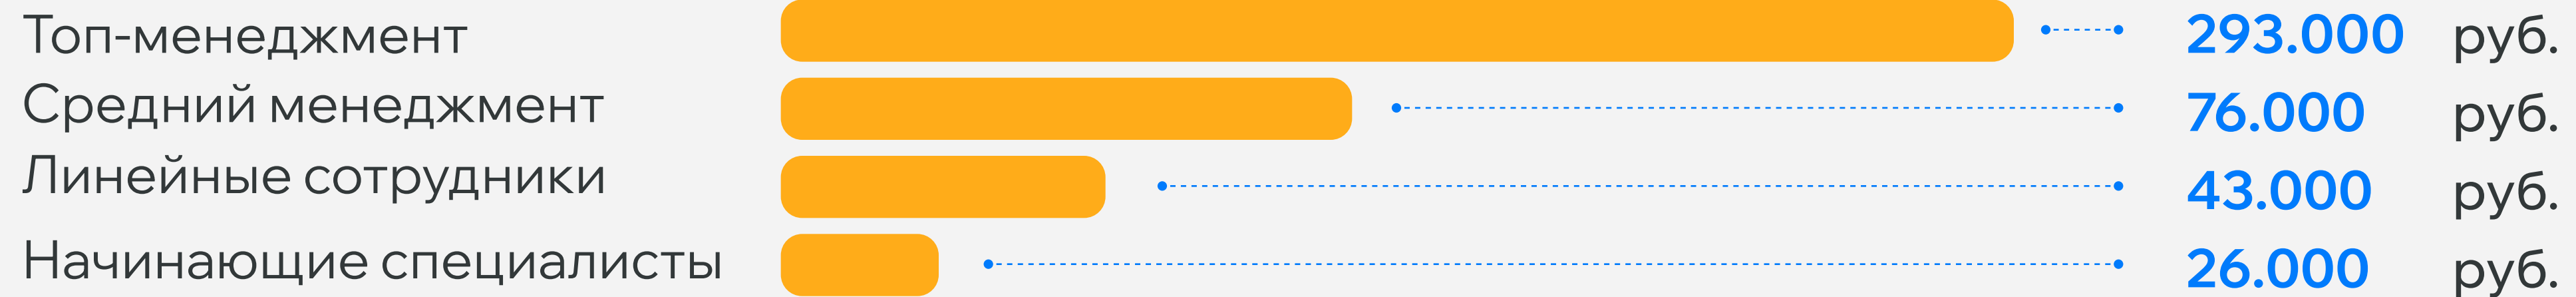 Топ-менеджмент 293.000 руб.
Средний менеджмент 76.000 руб.
Линейные сотрудники 43.000 руб.
Начинающие специалисты 26.000 руб.